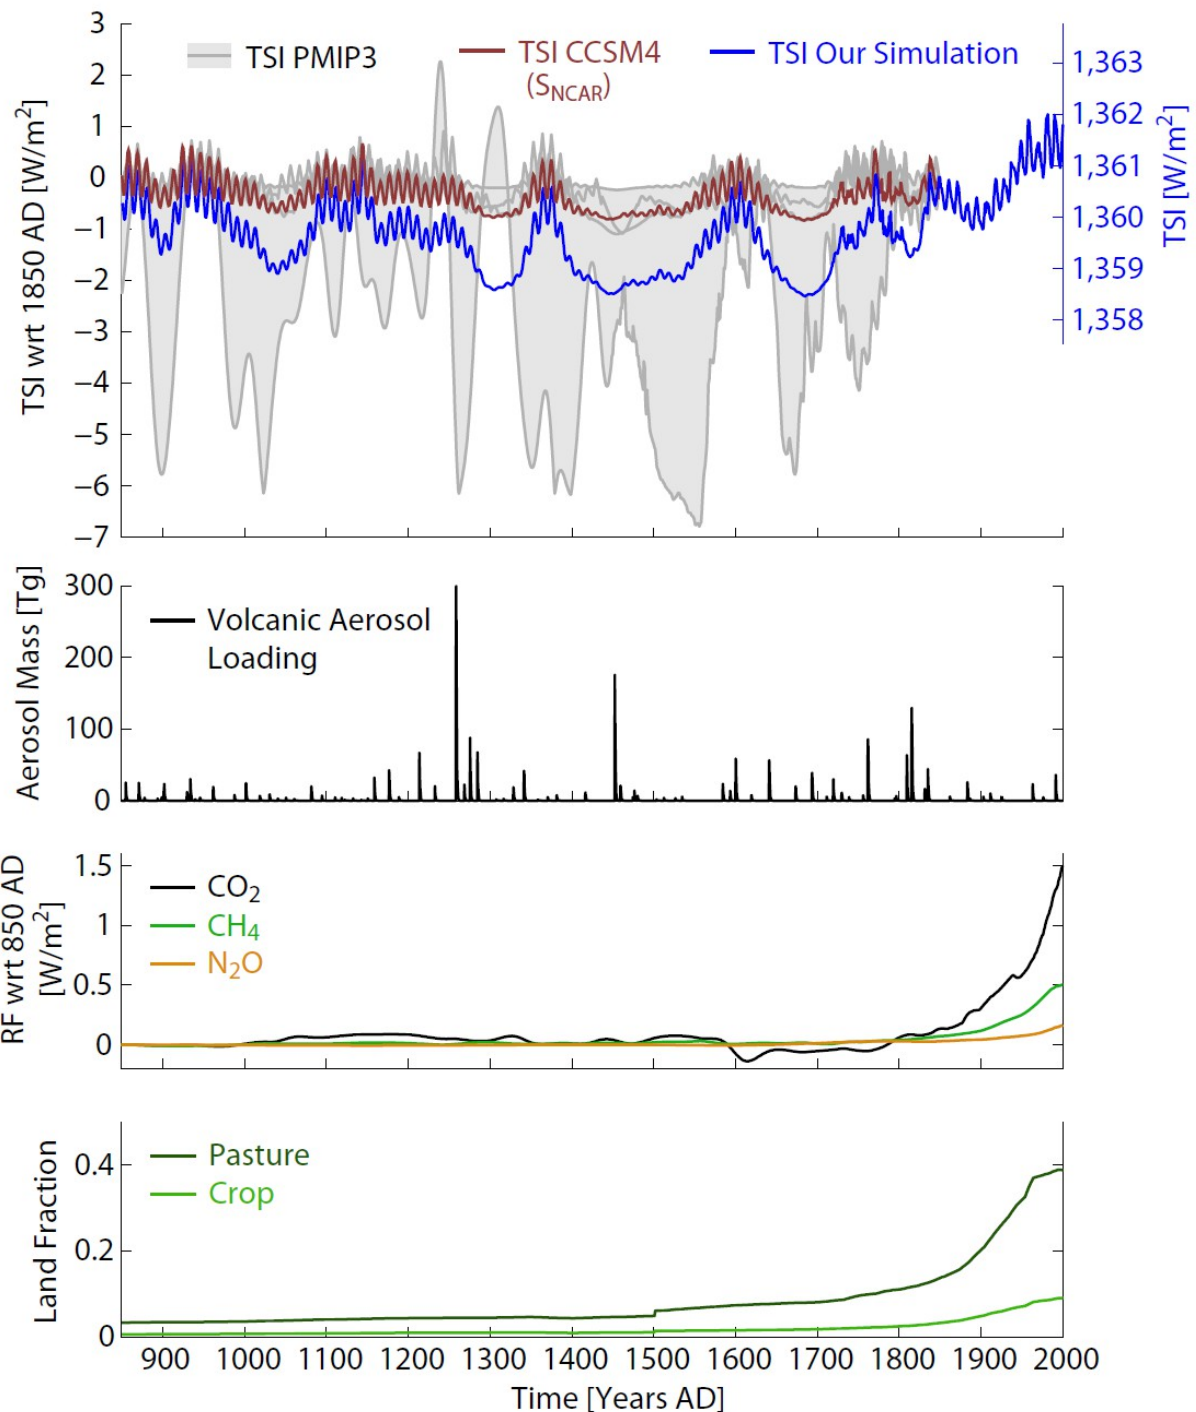 3
2
1
0
−1
−2
−3
−4
−5
−6
−7
TSI wrt 1850 AD [W/m²]
TSI PMIP3
TSI CCSM4
(S_NCAR)
TSI Our Simulation
1,363
1,362
1,361
1,360
1,359
1,358
TSI [W/m²]
300
200
100
0
Aerosol Mass [Tg]
Volcanic Aerosol
Loading
1.5
1
0.5
0
RF wrt 850 AD
[W/m²]
CO₂
CH₄
N₂O
0.4
0.2
0
Land Fraction
Pasture
Crop
900 1000 1100 1200 1300 1400 1500 1600 1700 1800 1900 2000
Time [Years AD]